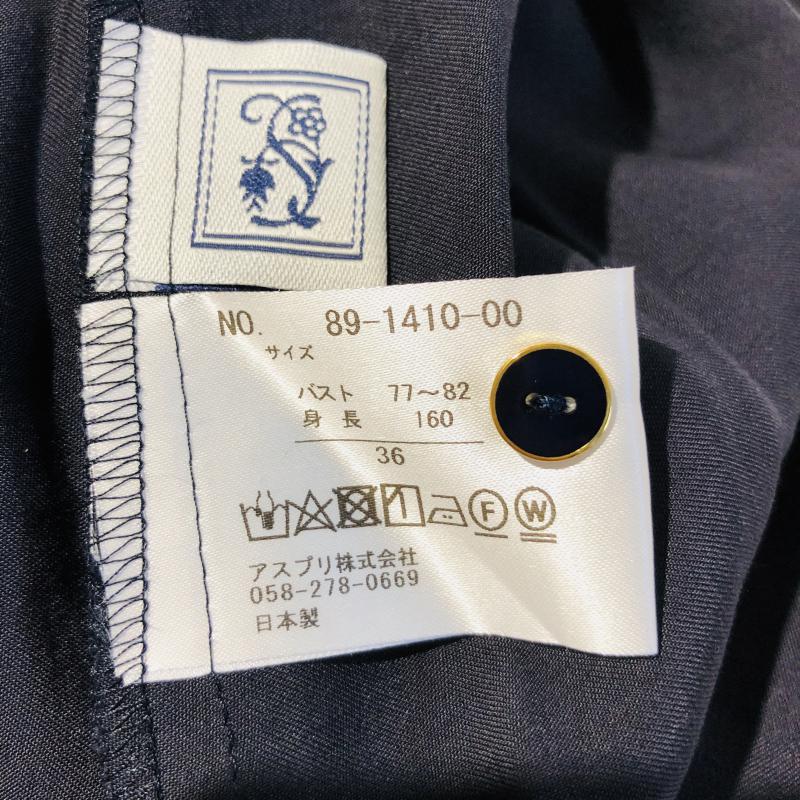 NO. 89-1410-00
サイズ
バスト 77～82
身長 160
36
F W
アスプリ株式会社
058-278-0669
日本製